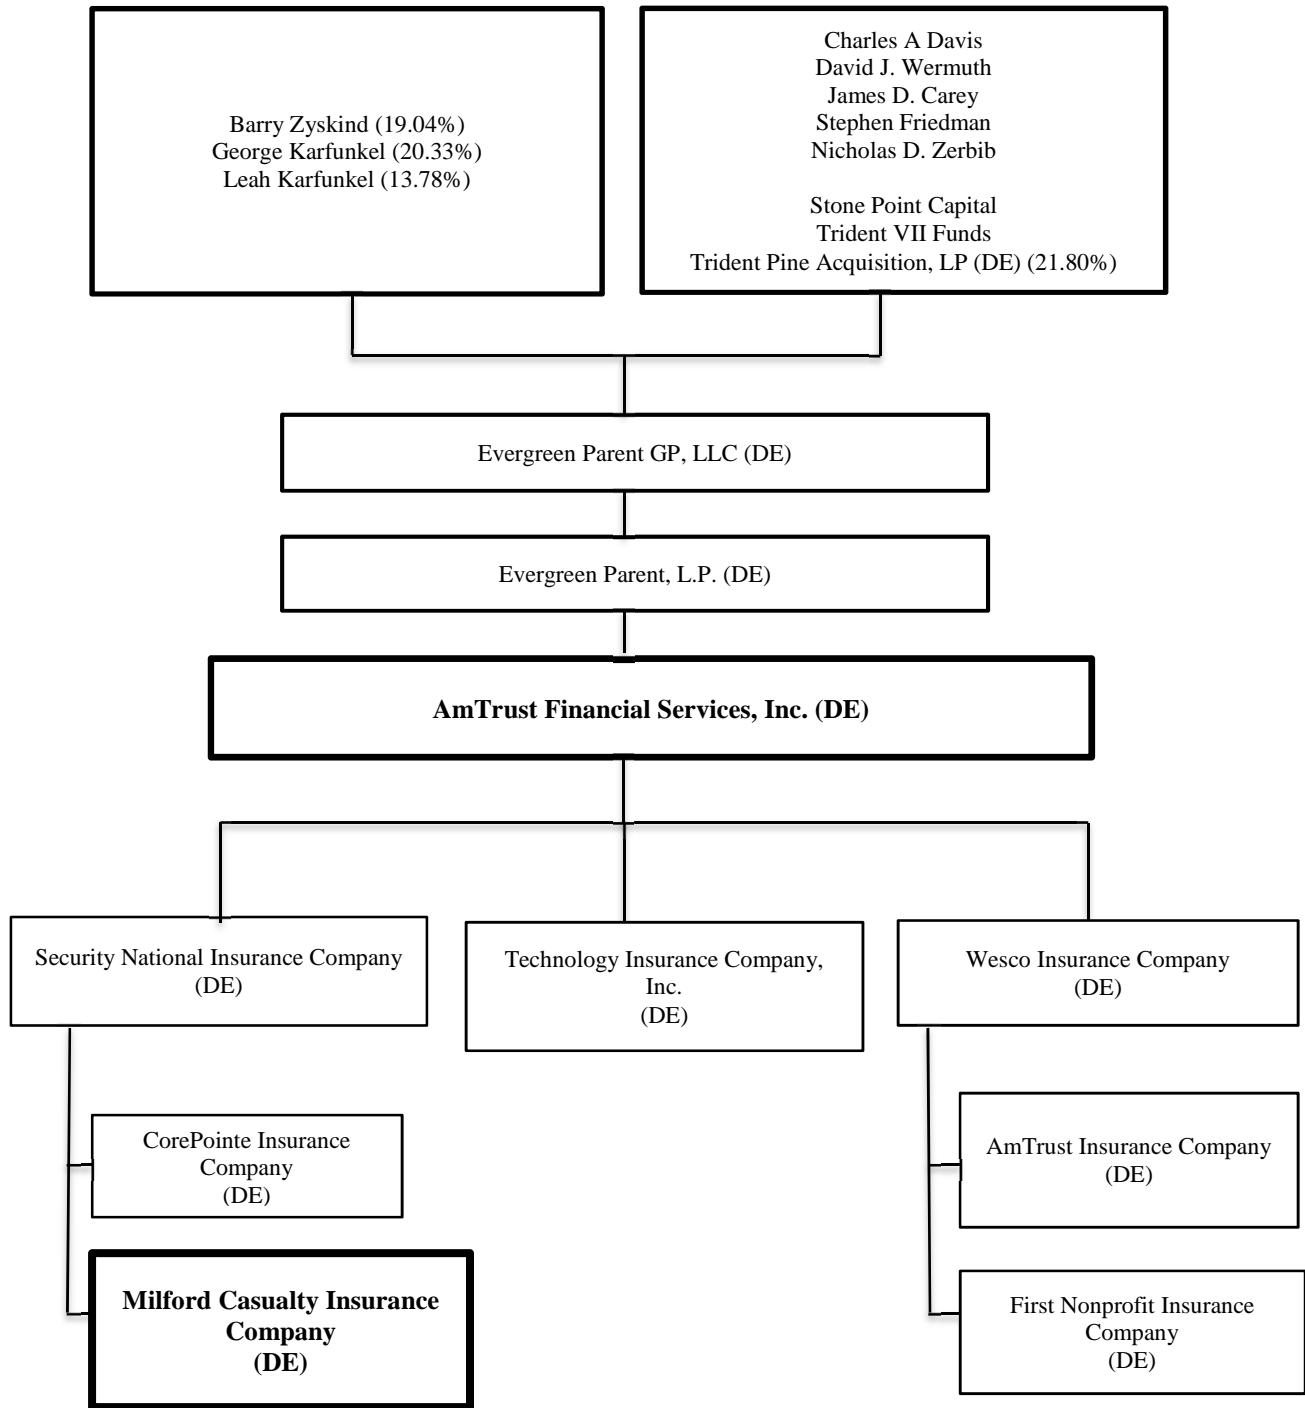 Barry Zyskind (19.04%)
George Karfunkel (20.33%)
Leah Karfunkel (13.78%)
Charles A Davis
David J. Wermuth
James D. Carey
Stephen Friedman
Nicholas D. Zerbib
Stone Point Capital
Trident VII Funds
Trident Pine Acquisition, LP (DE) (21.80%)
Evergreen Parent GP, LLC (DE)
Evergreen Parent, L.P. (DE)
AmTrust Financial Services, Inc. (DE)
Security National Insurance Company
(DE)
Technology Insurance Company,
Inc.
(DE)
Wesco Insurance Company
(DE)
CorePointe Insurance
Company
(DE)
AmTrust Insurance Company
(DE)
Milford Casualty Insurance
Company
(DE)
First Nonprofit Insurance
Company
(DE)